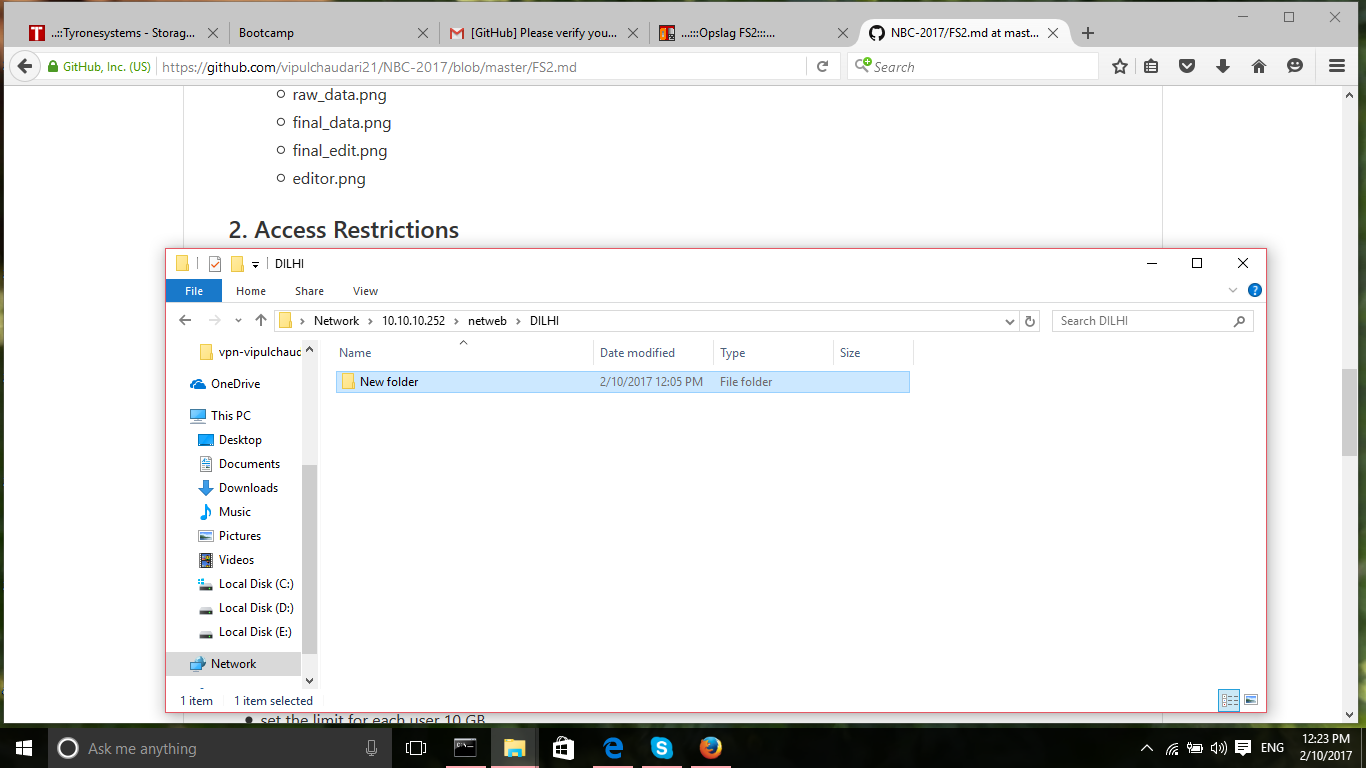 ..::Tyronesystems - Storag...
Bootcamp
[GitHub] Please verify you...
...:::Opslag FS2:::...
NBC-2017/FS2.md at mast...
GitHub, Inc. (US)
https://github.com/vipulchaudari21/NBC-2017/blob/master/FS2.md
Search
raw_data.png
final_data.png
final_edit.png
editor.png
2. Access Restrictions
DILHI
File Home Share View
Network > 10.10.10.252 > netweb > DILHI
Search DILHI
Name Date modified Type Size
New folder 2/10/2017 12:05 PM File folder
vpn-vipulchaud
OneDrive
This PC
Desktop
Documents
Downloads
Music
Pictures
Videos
Local Disk (C:)
Local Disk (D:)
Local Disk (E:)
Network
1 item 1 item selected
set the limit for each user 10 GB
Ask me anything
ENG
12:23 PM
2/10/2017